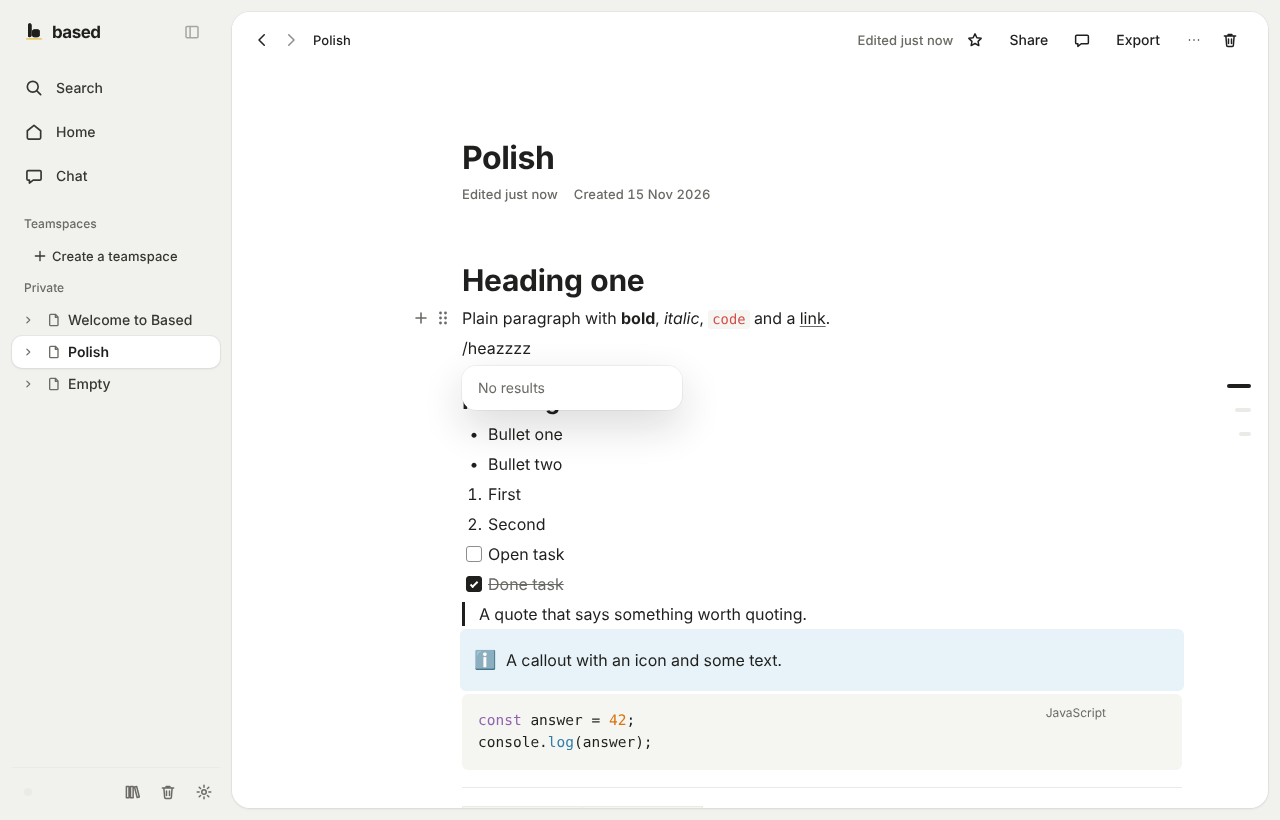 based
Search
Home
Chat
Teamspaces
Create a teamspace
Private
Welcome to Based
Polish
Empty
Polish
Edited just now
Share
Export
Polish
Edited just now Created 15 Nov 2026
Heading one
Plain paragraph with bold, italic, code and a link.
/heazzzz
No results
• Bullet one
• Bullet two
1. First
2. Second
Open task
Done task
A quote that says something worth quoting.
ℹ️ A callout with an icon and some text.
JavaScript
const answer = 42;
console.log(answer);